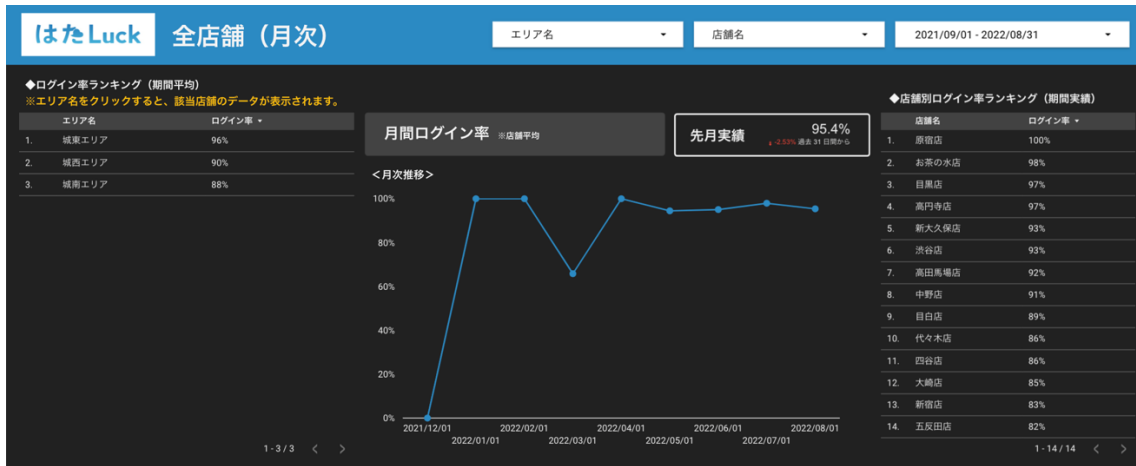 はたLuck 全店舗（月次） エリア名 店舗名 2021/09/01 - 2022/08/31
◆ログイン率ランキング（期間平均）
※エリア名をクリックすると、該当店舗のデータが表示されます。
エリア名 ログイン率
1. 城東エリア 96%
2. 城西エリア 90%
3. 城南エリア 88%
1 - 3 / 3
月間ログイン率 ※店舗平均
先月実績 95.4%
-2.53% 過去 31 日間から
＜月次推移＞
100%
80%
60%
40%
20%
0%
2021/12/01 2022/02/01 2022/04/01 2022/06/01 2022/08/01
2022/01/01 2022/03/01 2022/05/01 2022/07/01
◆店舗別ログイン率ランキング（期間実績）
店舗名 ログイン率
1. 原宿店 100%
2. お茶の水店 98%
3. 目黒店 97%
4. 高円寺店 97%
5. 新大久保店 93%
6. 渋谷店 93%
7. 高田馬場店 92%
8. 中野店 91%
9. 目白店 89%
10. 代々木店 86%
11. 四谷店 86%
12. 大崎店 85%
13. 新宿店 83%
14. 五反田店 82%
1 - 14 / 14